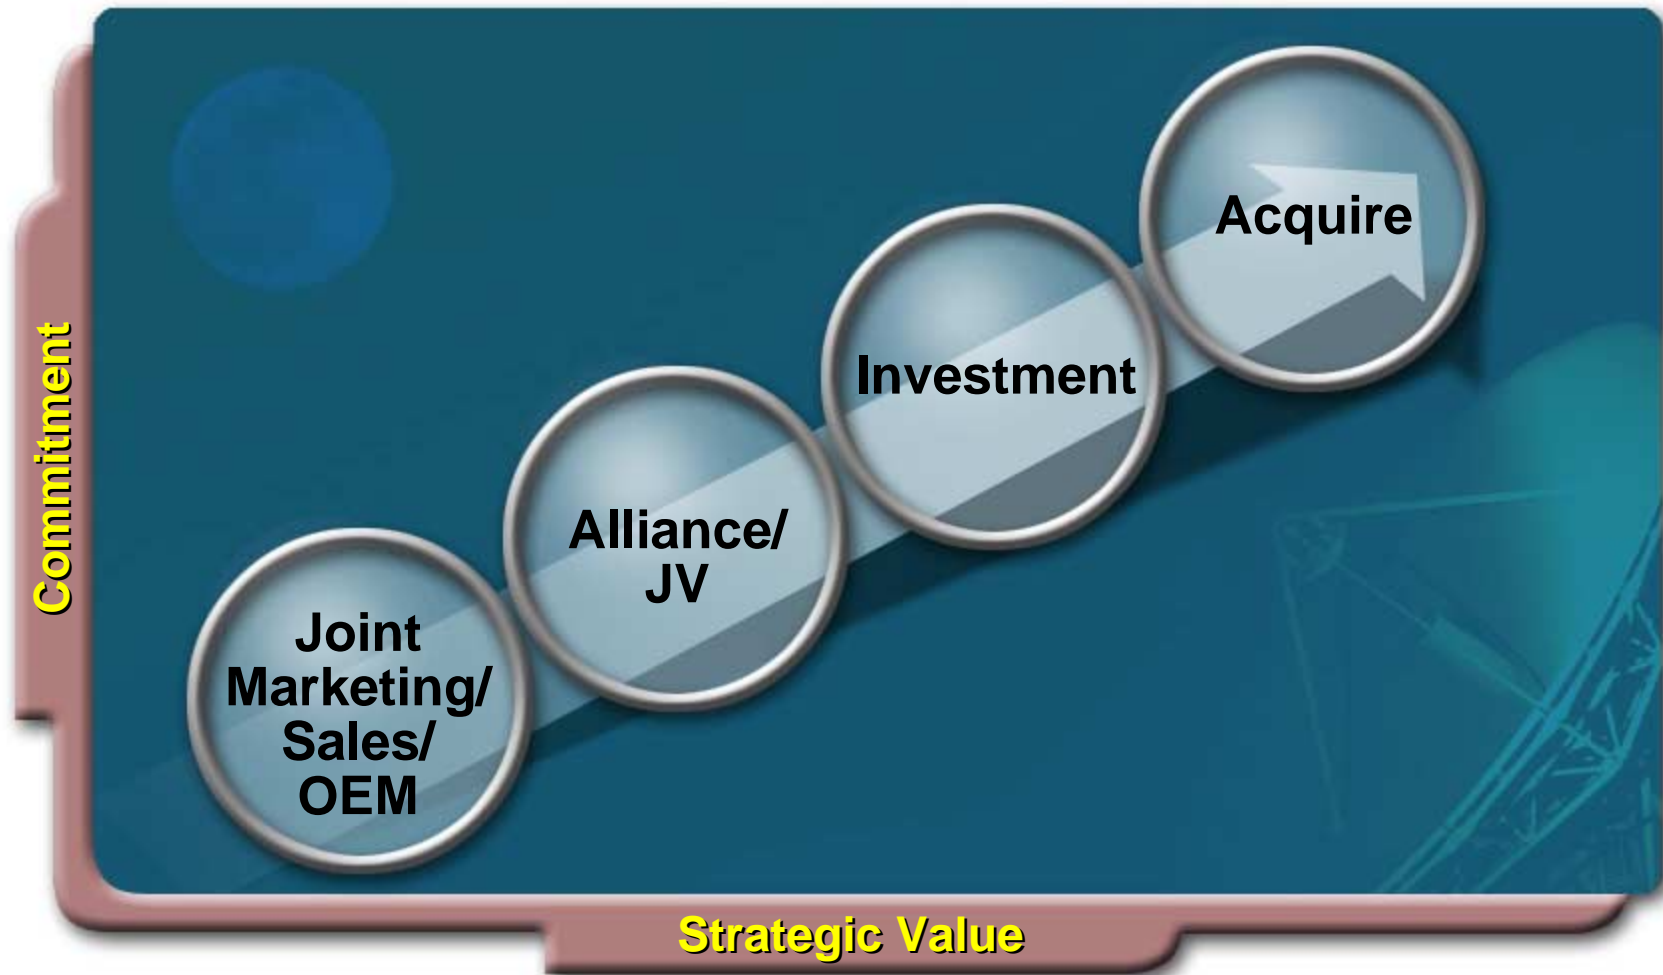 Commitment
Joint
Marketing/
Sales/
OEM
Alliance/
JV
Investment
Acquire
Strategic Value